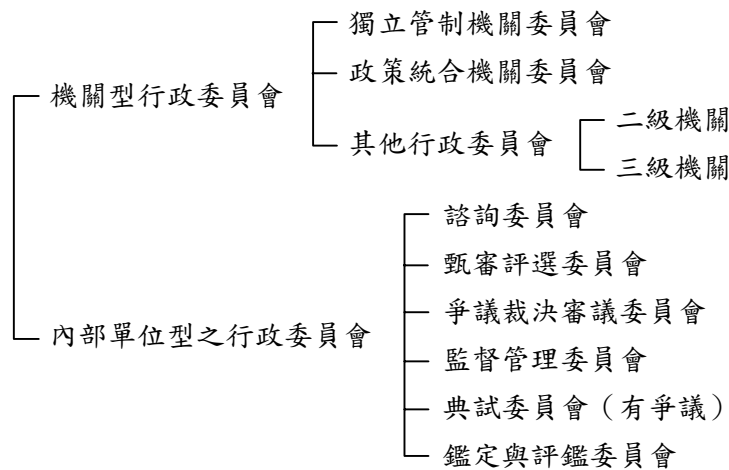 機關型行政委員會
獨立管制機關委員會
政策統合機關委員會
其他行政委員會
二級機關
三級機關
內部單位型之行政委員會
諮詢委員會
甄審評選委員會
爭議裁決審議委員會
監督管理委員會
典試委員會（有爭議）
鑑定與評鑑委員會